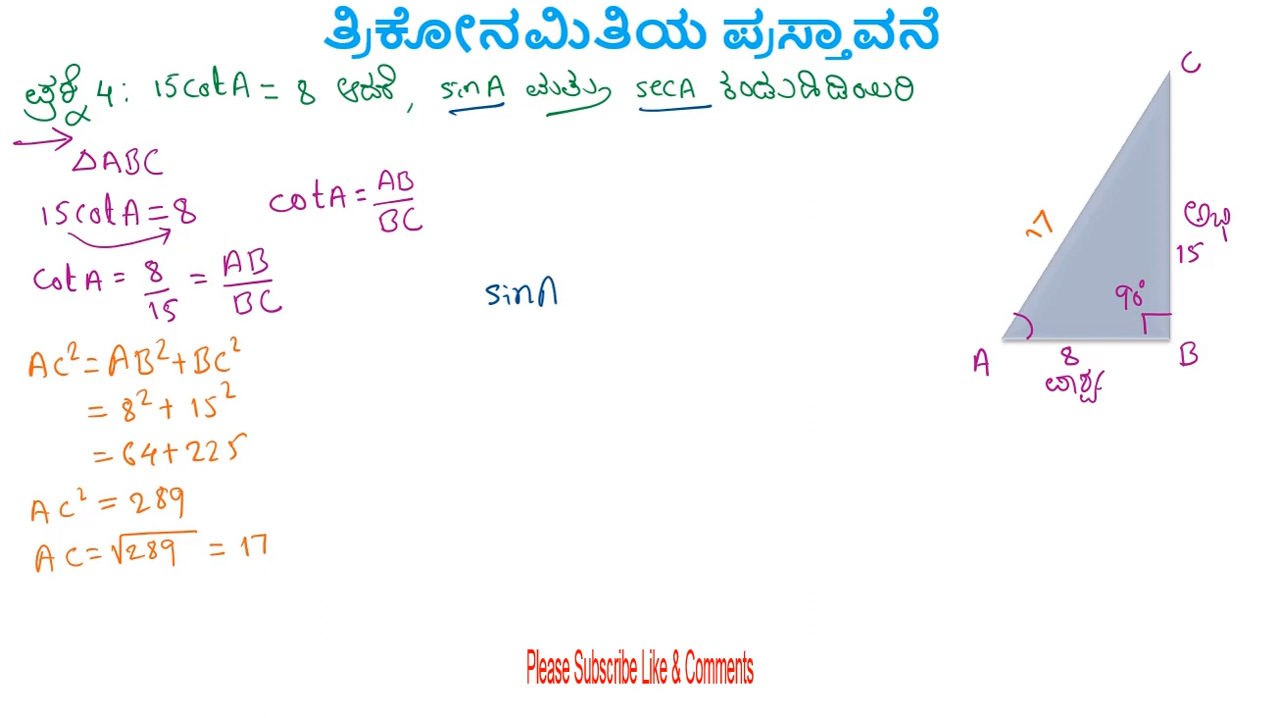 ತ್ರಿಕೋನಮಿತಿಯ ಪ್ರಸ್ತಾವನೆ
ಪ್ರಶ್ನೆ 4: 15cotA = 8 ಆದರೆ, sinA ಮತ್ತು secA ಕಂಡುಹಿಡಿಯಿರಿ
→
ΔABC
15cotA = 8
cotA = AB/BC
cotA = 8/15 = AB/BC
AC² = AB² + BC²
= 8² + 15²
= 64 + 225
AC² = 289
AC = √289 = 17
sinA
C
17
ಅಭಿ
15
90°
A
8
B
ಪಾರ್ಶ್ವ
Please Subscribe Like & Comments